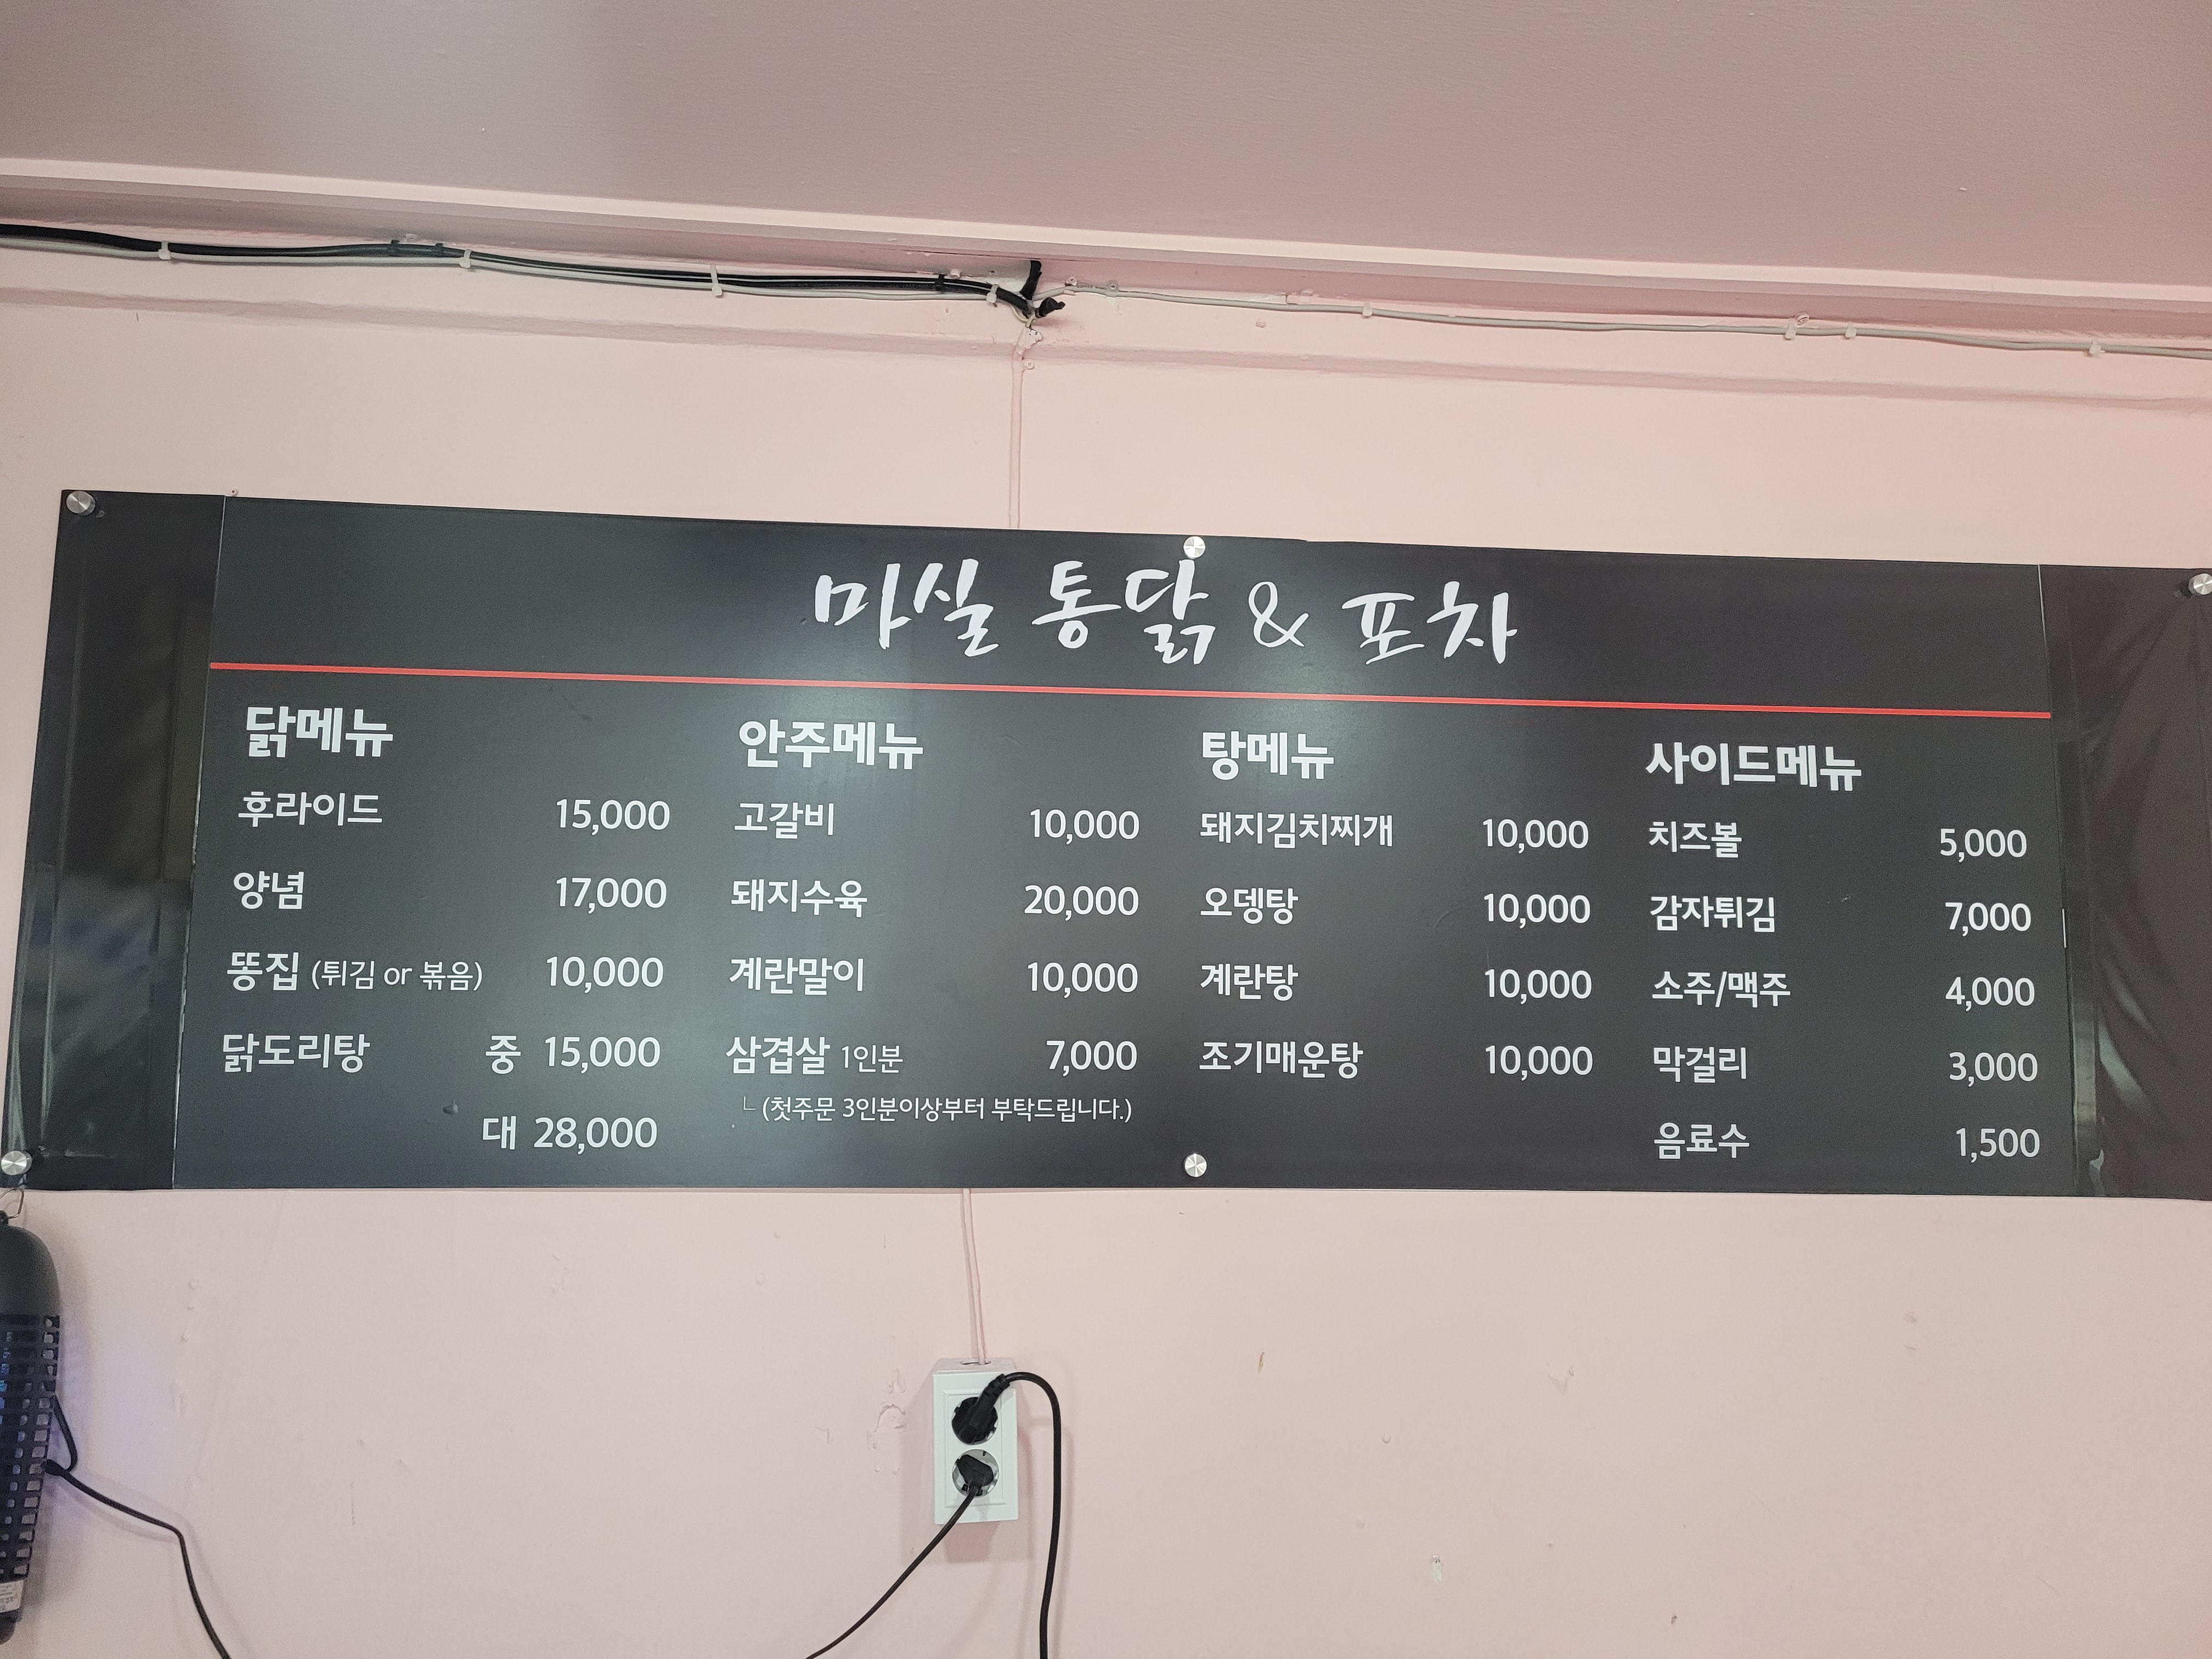 마실 통닭 & 포차
닭메뉴
후라이드 15,000
양념 17,000
똥집 (튀김 or 볶음) 10,000
닭도리탕 중 15,000
대 28,000
안주메뉴
고갈비 10,000
돼지수육 20,000
계란말이 10,000
삼겹살 1인분 7,000
└ (첫주문 3인분이상부터 부탁드립니다.)
탕메뉴
돼지김치찌개 10,000
오뎅탕 10,000
계란탕 10,000
조기매운탕 10,000
사이드메뉴
치즈볼 5,000
감자튀김 7,000
소주/맥주 4,000
막걸리 3,000
음료수 1,500